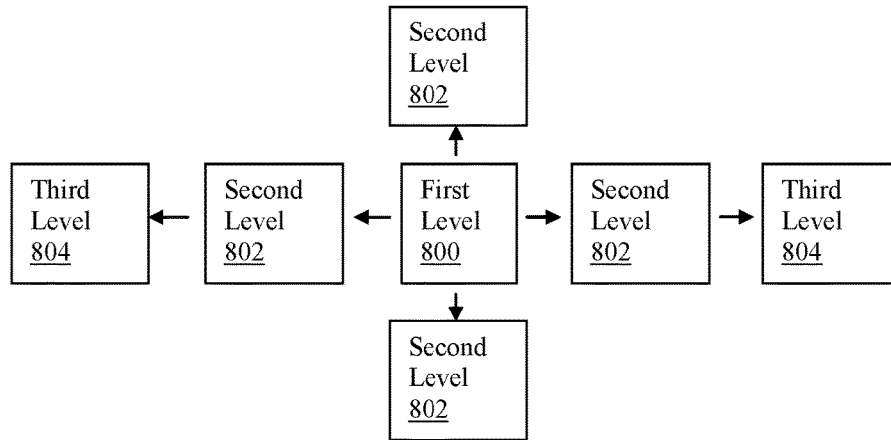 Second
Level
802
Third
Level
804
Second
Level
802
First
Level
800
Second
Level
802
Third
Level
804
Second
Level
802